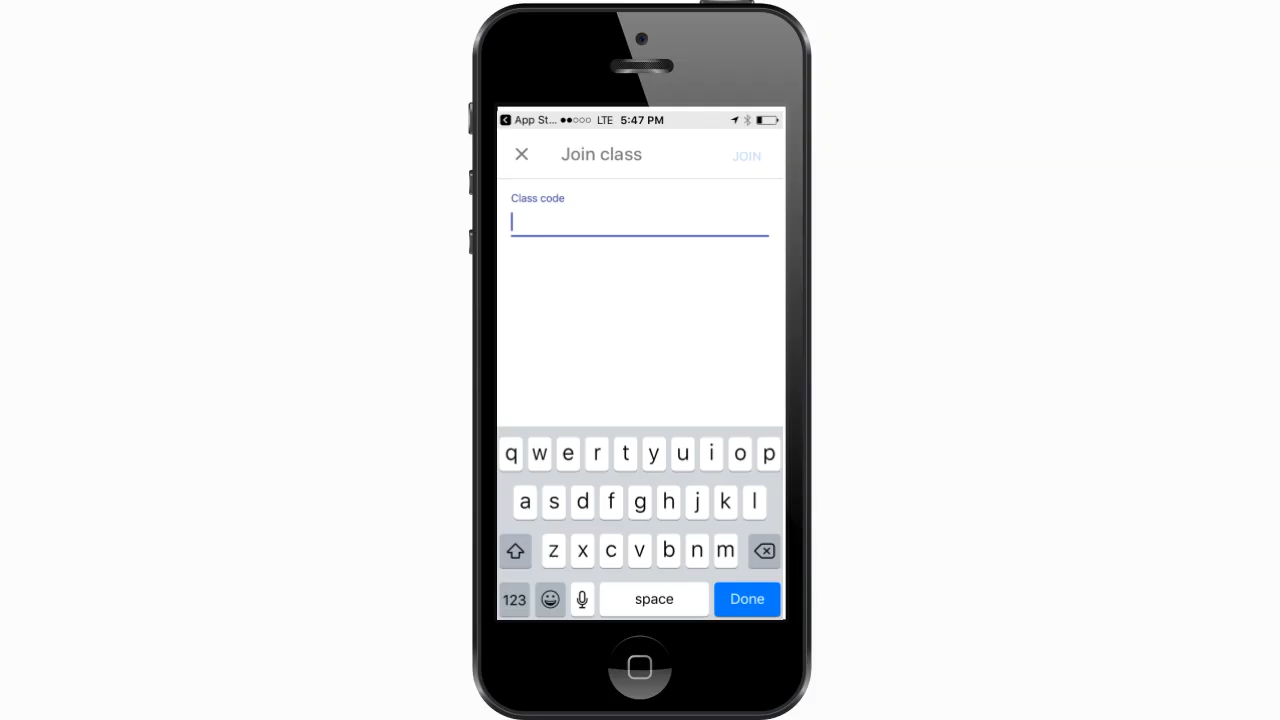 App St... LTE 5:47 PM
Join class JOIN
Class code
q w e r t y u i o p
a s d f g h j k l
z x c v b n m
123 space Done